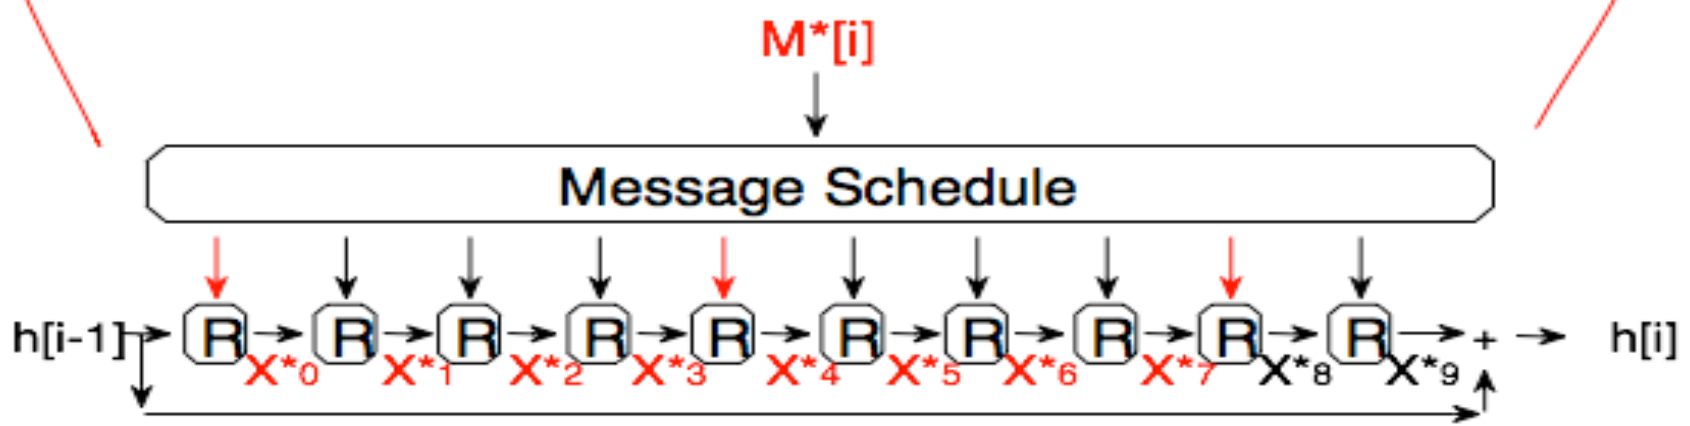 M*[i]
Message Schedule
h[i-1] R R R R R R R R R R + h[i]
X*0 X*1 X*2 X*3 X*4 X*5 X*6 X*7 X*8 X*9